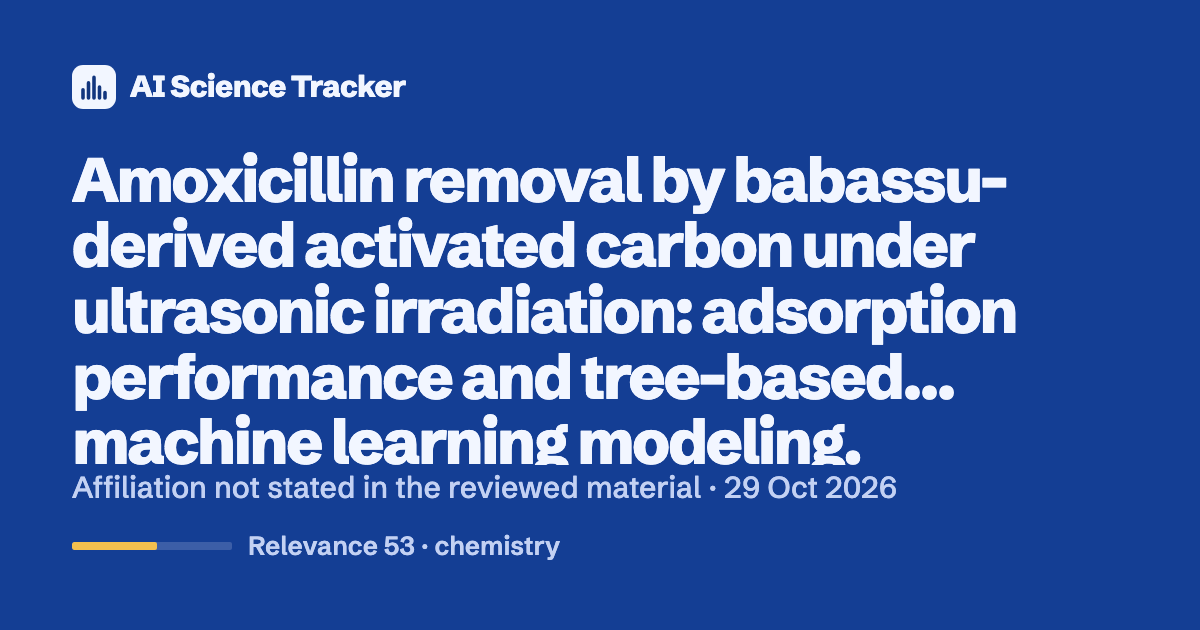 AI Science Tracker
Amoxicillin removal by babassu-
derived activated carbon under
ultrasonic irradiation: adsorption
performance and tree-based...
machine learning modeling.
Affiliation not stated in the reviewed material · 29 Oct 2026
Relevance 53 · chemistry